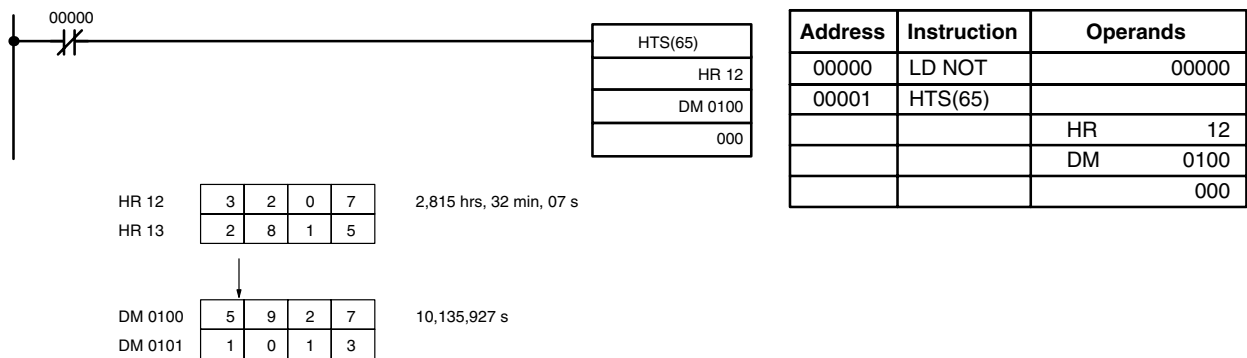 00000
HTS(65)
HR 12
DM 0100
000
Address Instruction Operands
00000 LD NOT 00000
00001 HTS(65)
HR 12
DM 0100
000
HR 12 3 2 0 7 2,815 hrs, 32 min, 07 s
HR 13 2 8 1 5
DM 0100 5 9 2 7 10,135,927 s
DM 0101 1 0 1 3